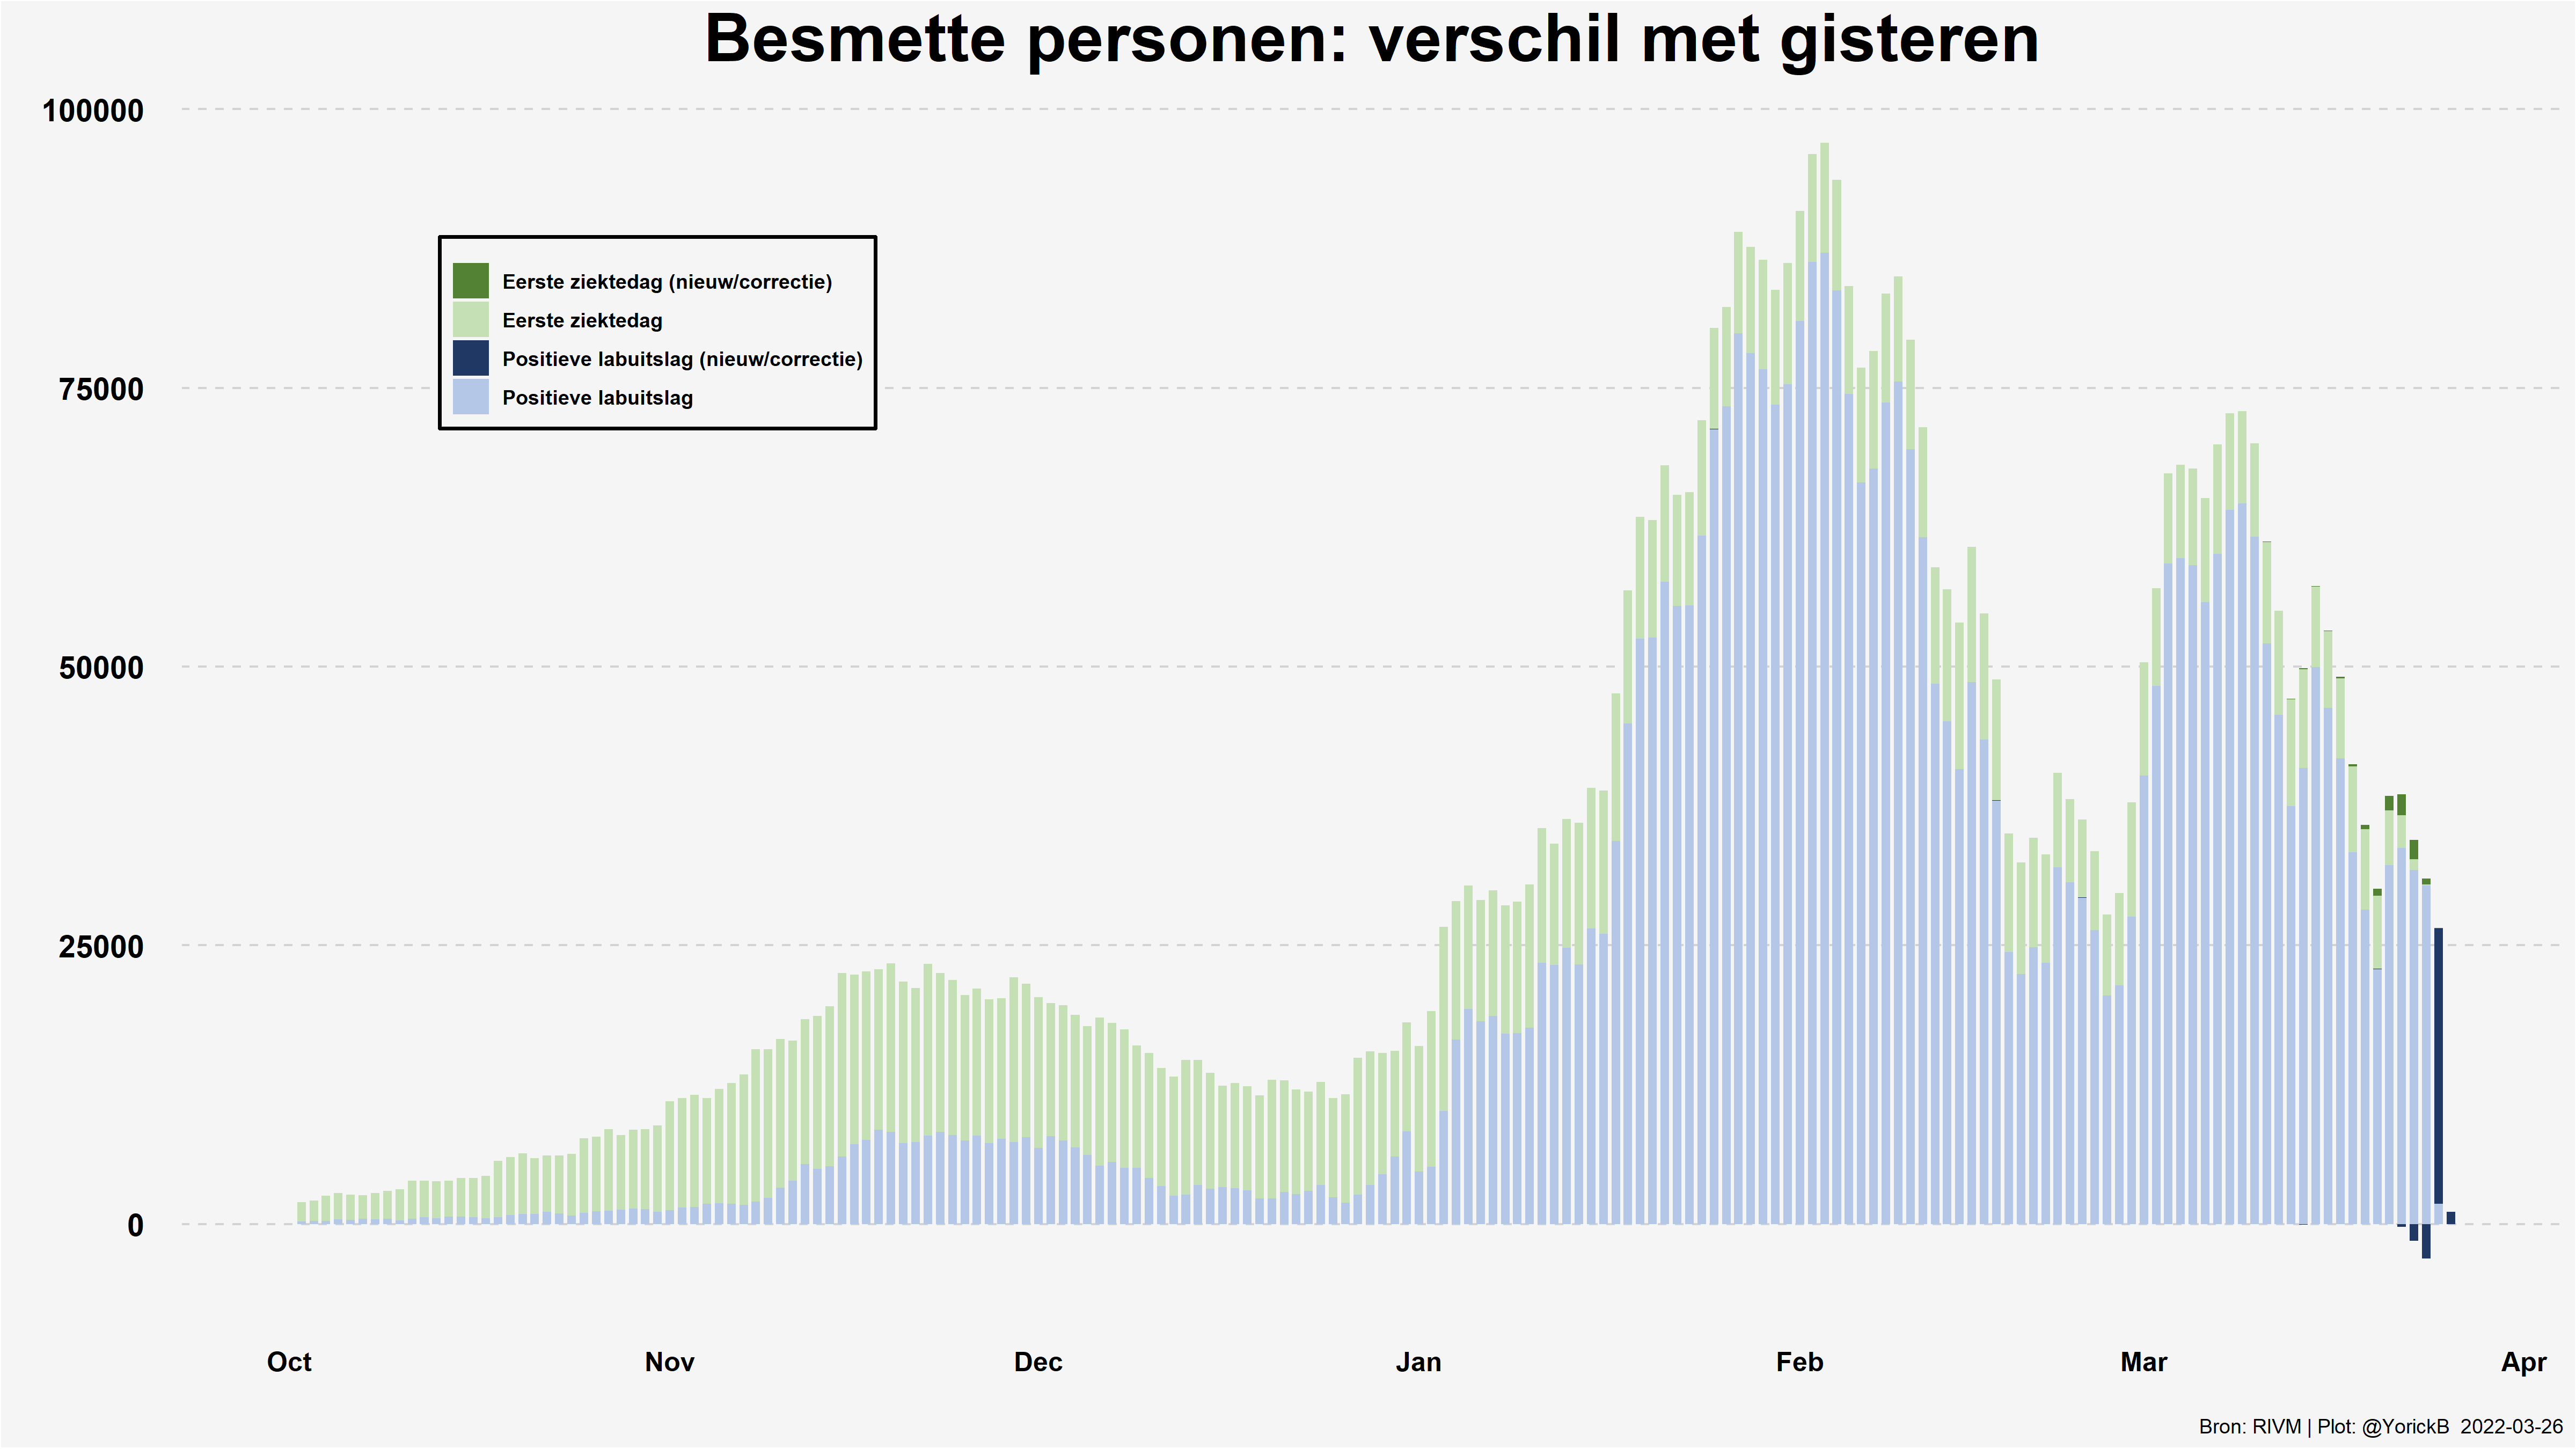 Besmette personen: verschil met gisteren
100000
75000
50000
25000
0
Eerste ziektedag (nieuw/correctie)
Eerste ziektedag
Positieve labuitslag (nieuw/correctie)
Positieve labuitslag
Oct Nov Dec Jan Feb Mar Apr
Bron: RIVM | Plot: @YorickB 2022-03-26